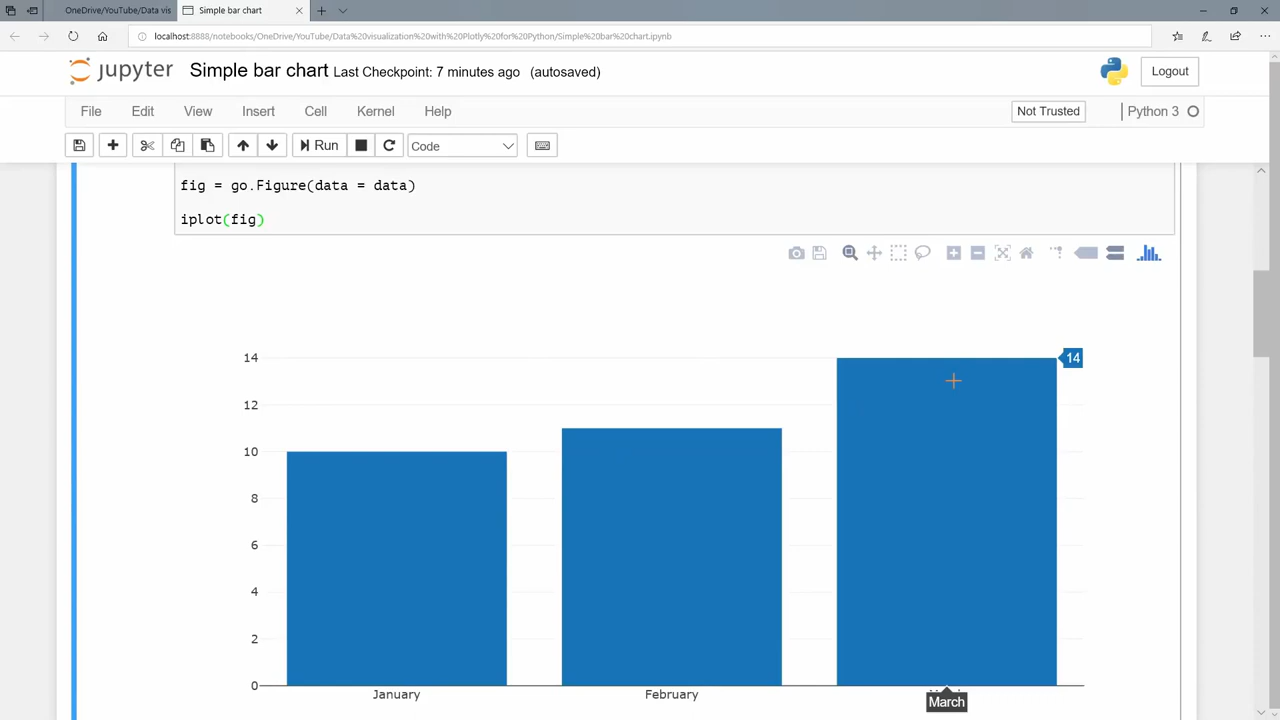 OneDrive/YouTube/Data vis
Simple bar chart
localhost:8888/notebooks/OneDrive/YouTube/Data%20visualization%20with%20Plotly%20for%20Python/Simple%20bar%20chart.ipynb
jupyter Simple bar chart Last Checkpoint: 7 minutes ago (autosaved)
Logout
File Edit View Insert Cell Kernel Help
Not Trusted
Python 3
Run
Code
fig = go.Figure(data = data)
iplot(fig)
14
14
12
10
8
6
4
2
0
January
February
March